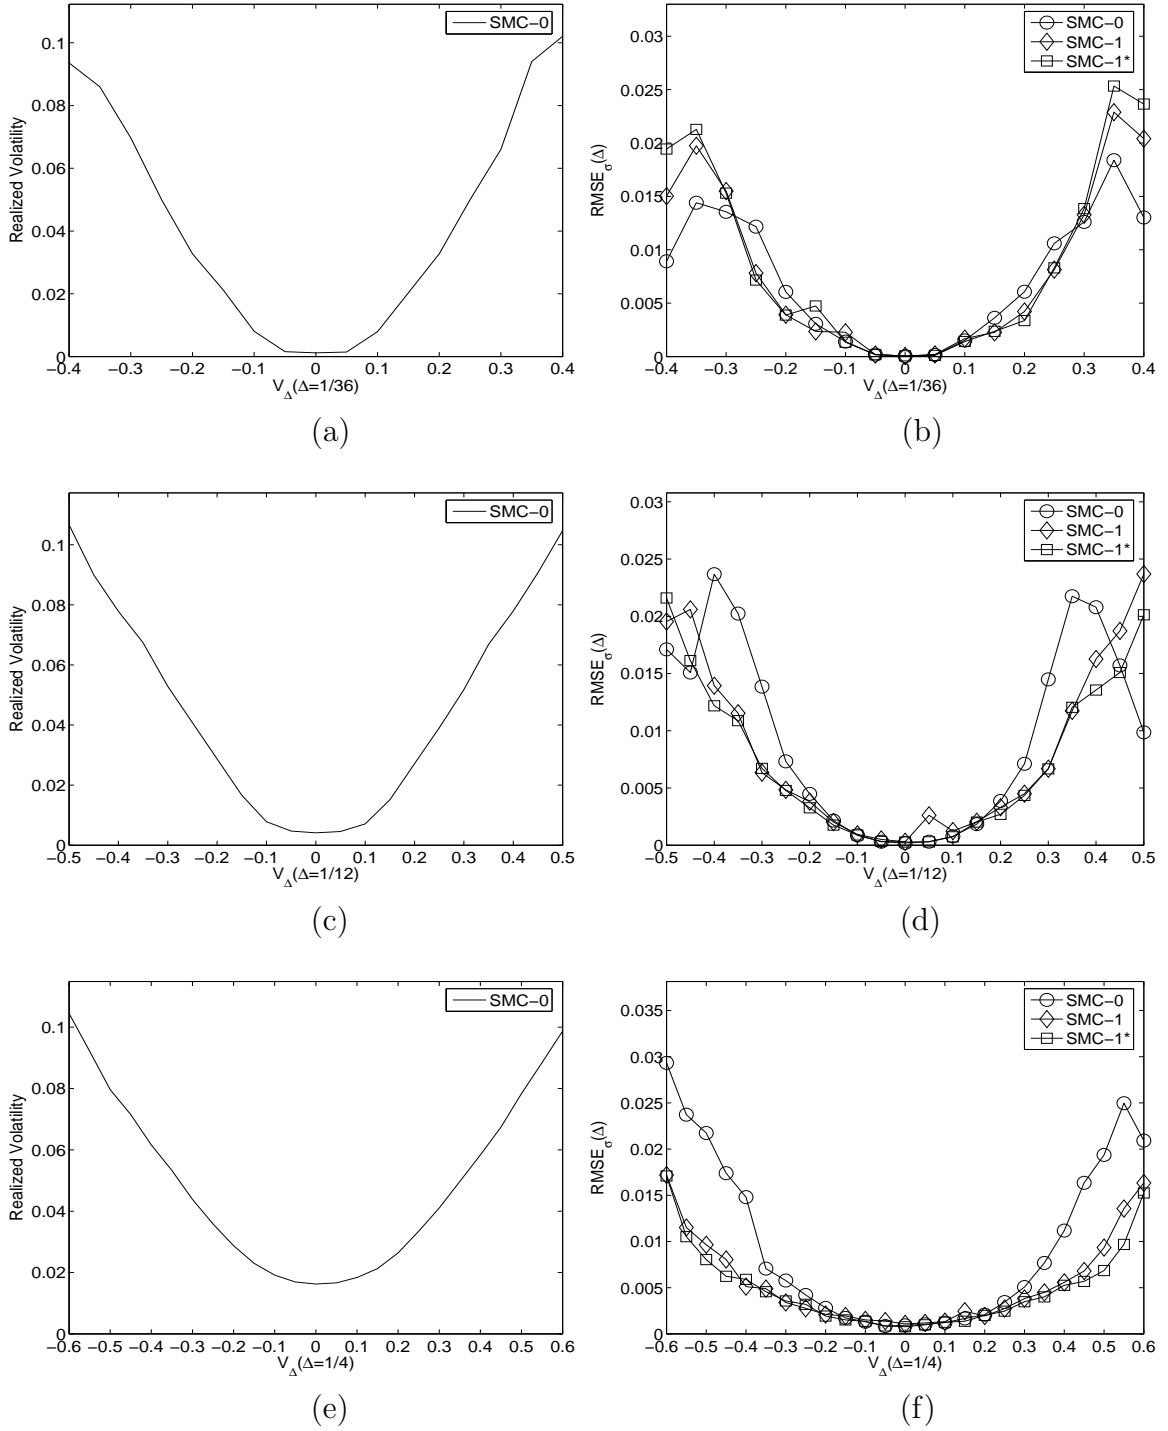 SMC−0
Realized Volatility
0.1
0.08
0.06
0.04
0.02
0
−0.4 −0.3 −0.2 −0.1 0 0.1 0.2 0.3 0.4
V_Δ(Δ=1/36)
(a)
SMC−0
SMC−1
SMC−1*
RMSE_σ(Δ)
0.03
0.025
0.02
0.015
0.01
0.005
0
−0.4 −0.3 −0.2 −0.1 0 0.1 0.2 0.3 0.4
V_Δ(Δ=1/36)
(b)
SMC−0
Realized Volatility
0.1
0.08
0.06
0.04
0.02
0
−0.5 −0.4 −0.3 −0.2 −0.1 0 0.1 0.2 0.3 0.4 0.5
V_Δ(Δ=1/12)
(c)
SMC−0
SMC−1
SMC−1*
RMSE_σ(Δ)
0.03
0.025
0.02
0.015
0.01
0.005
0
−0.5 −0.4 −0.3 −0.2 −0.1 0 0.1 0.2 0.3 0.4 0.5
V_Δ(Δ=1/12)
(d)
SMC−0
Realized Volatility
0.1
0.08
0.06
0.04
0.02
0
−0.6 −0.5 −0.4 −0.3 −0.2 −0.1 0 0.1 0.2 0.3 0.4 0.5 0.6
V_Δ(Δ=1/4)
(e)
SMC−0
SMC−1
SMC−1*
RMSE_σ(Δ)
0.035
0.03
0.025
0.02
0.015
0.01
0.005
0
−0.6 −0.5 −0.4 −0.3 −0.2 −0.1 0 0.1 0.2 0.3 0.4 0.5 0.6
V_Δ(Δ=1/4)
(f)